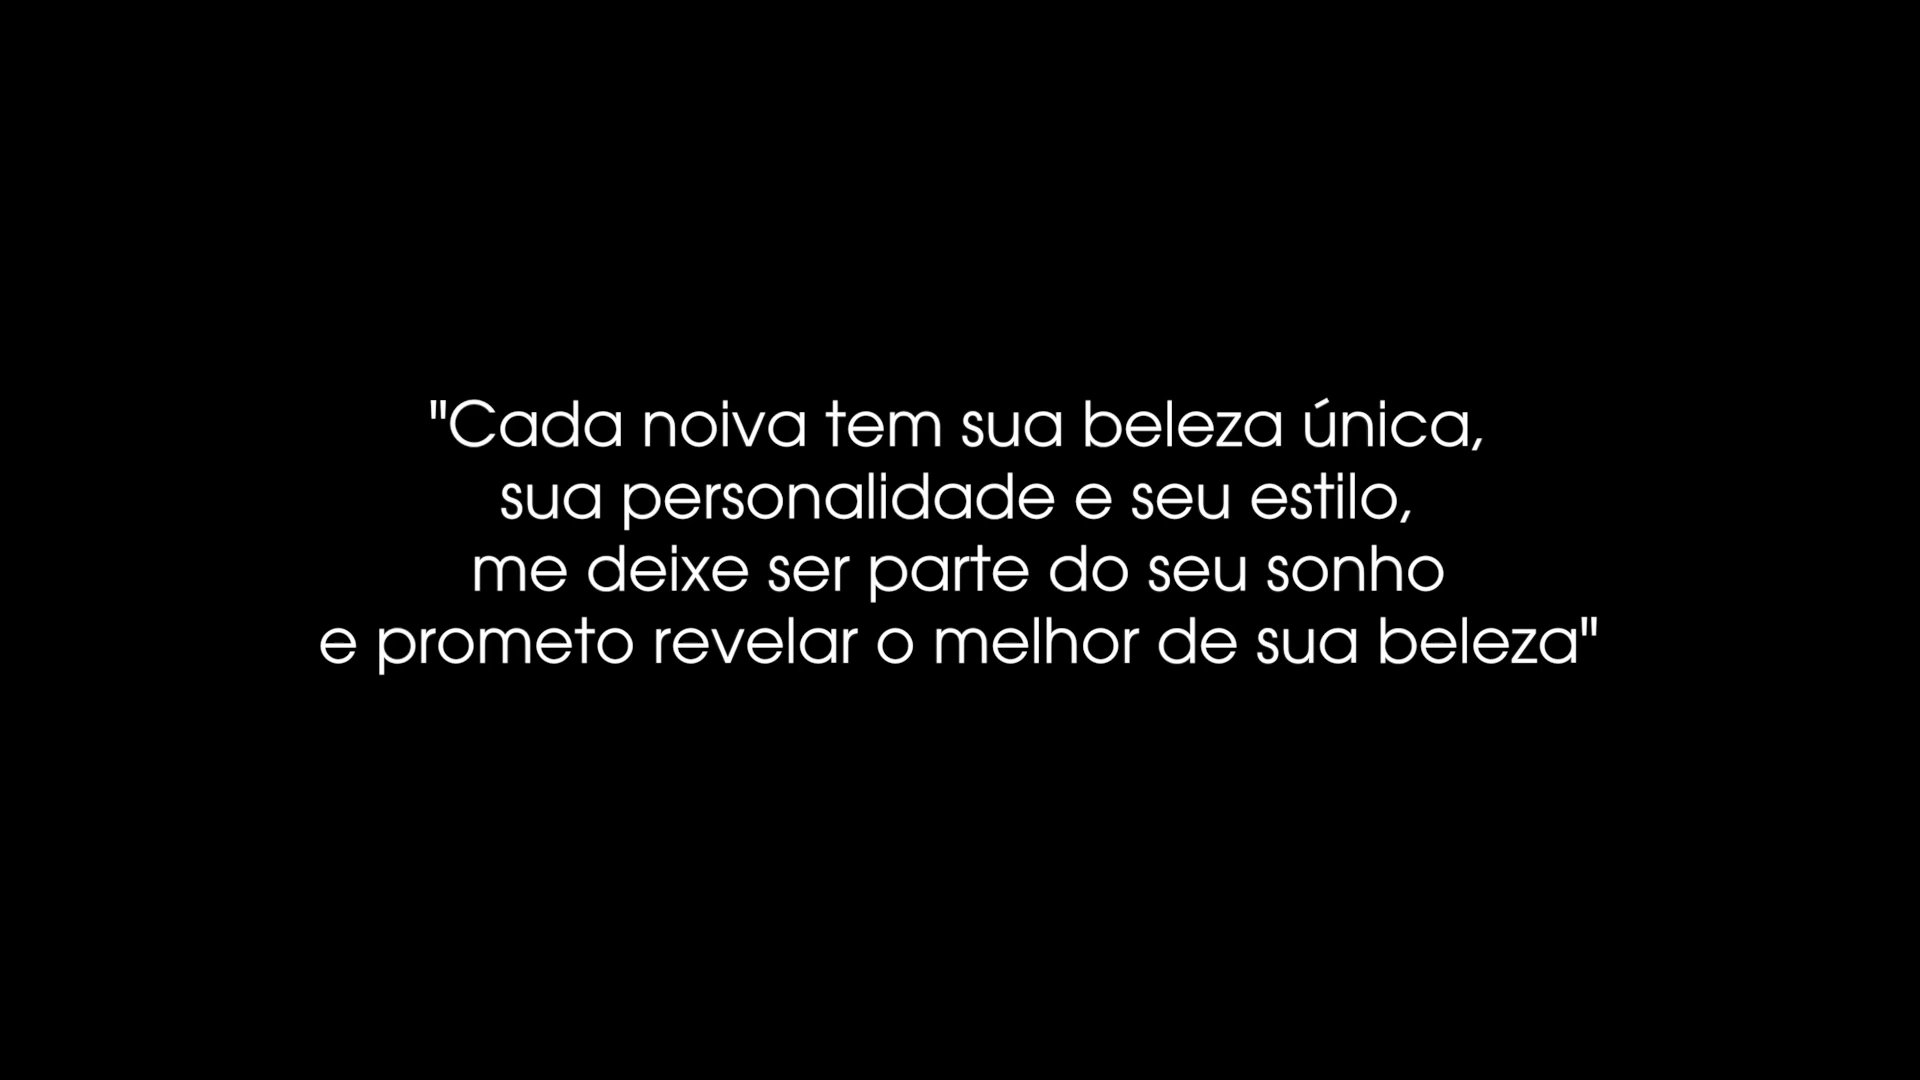 "Cada noiva tem sua beleza única,
sua personalidade e seu estilo,
me deixe ser parte do seu sonho
e prometo revelar o melhor de sua beleza"